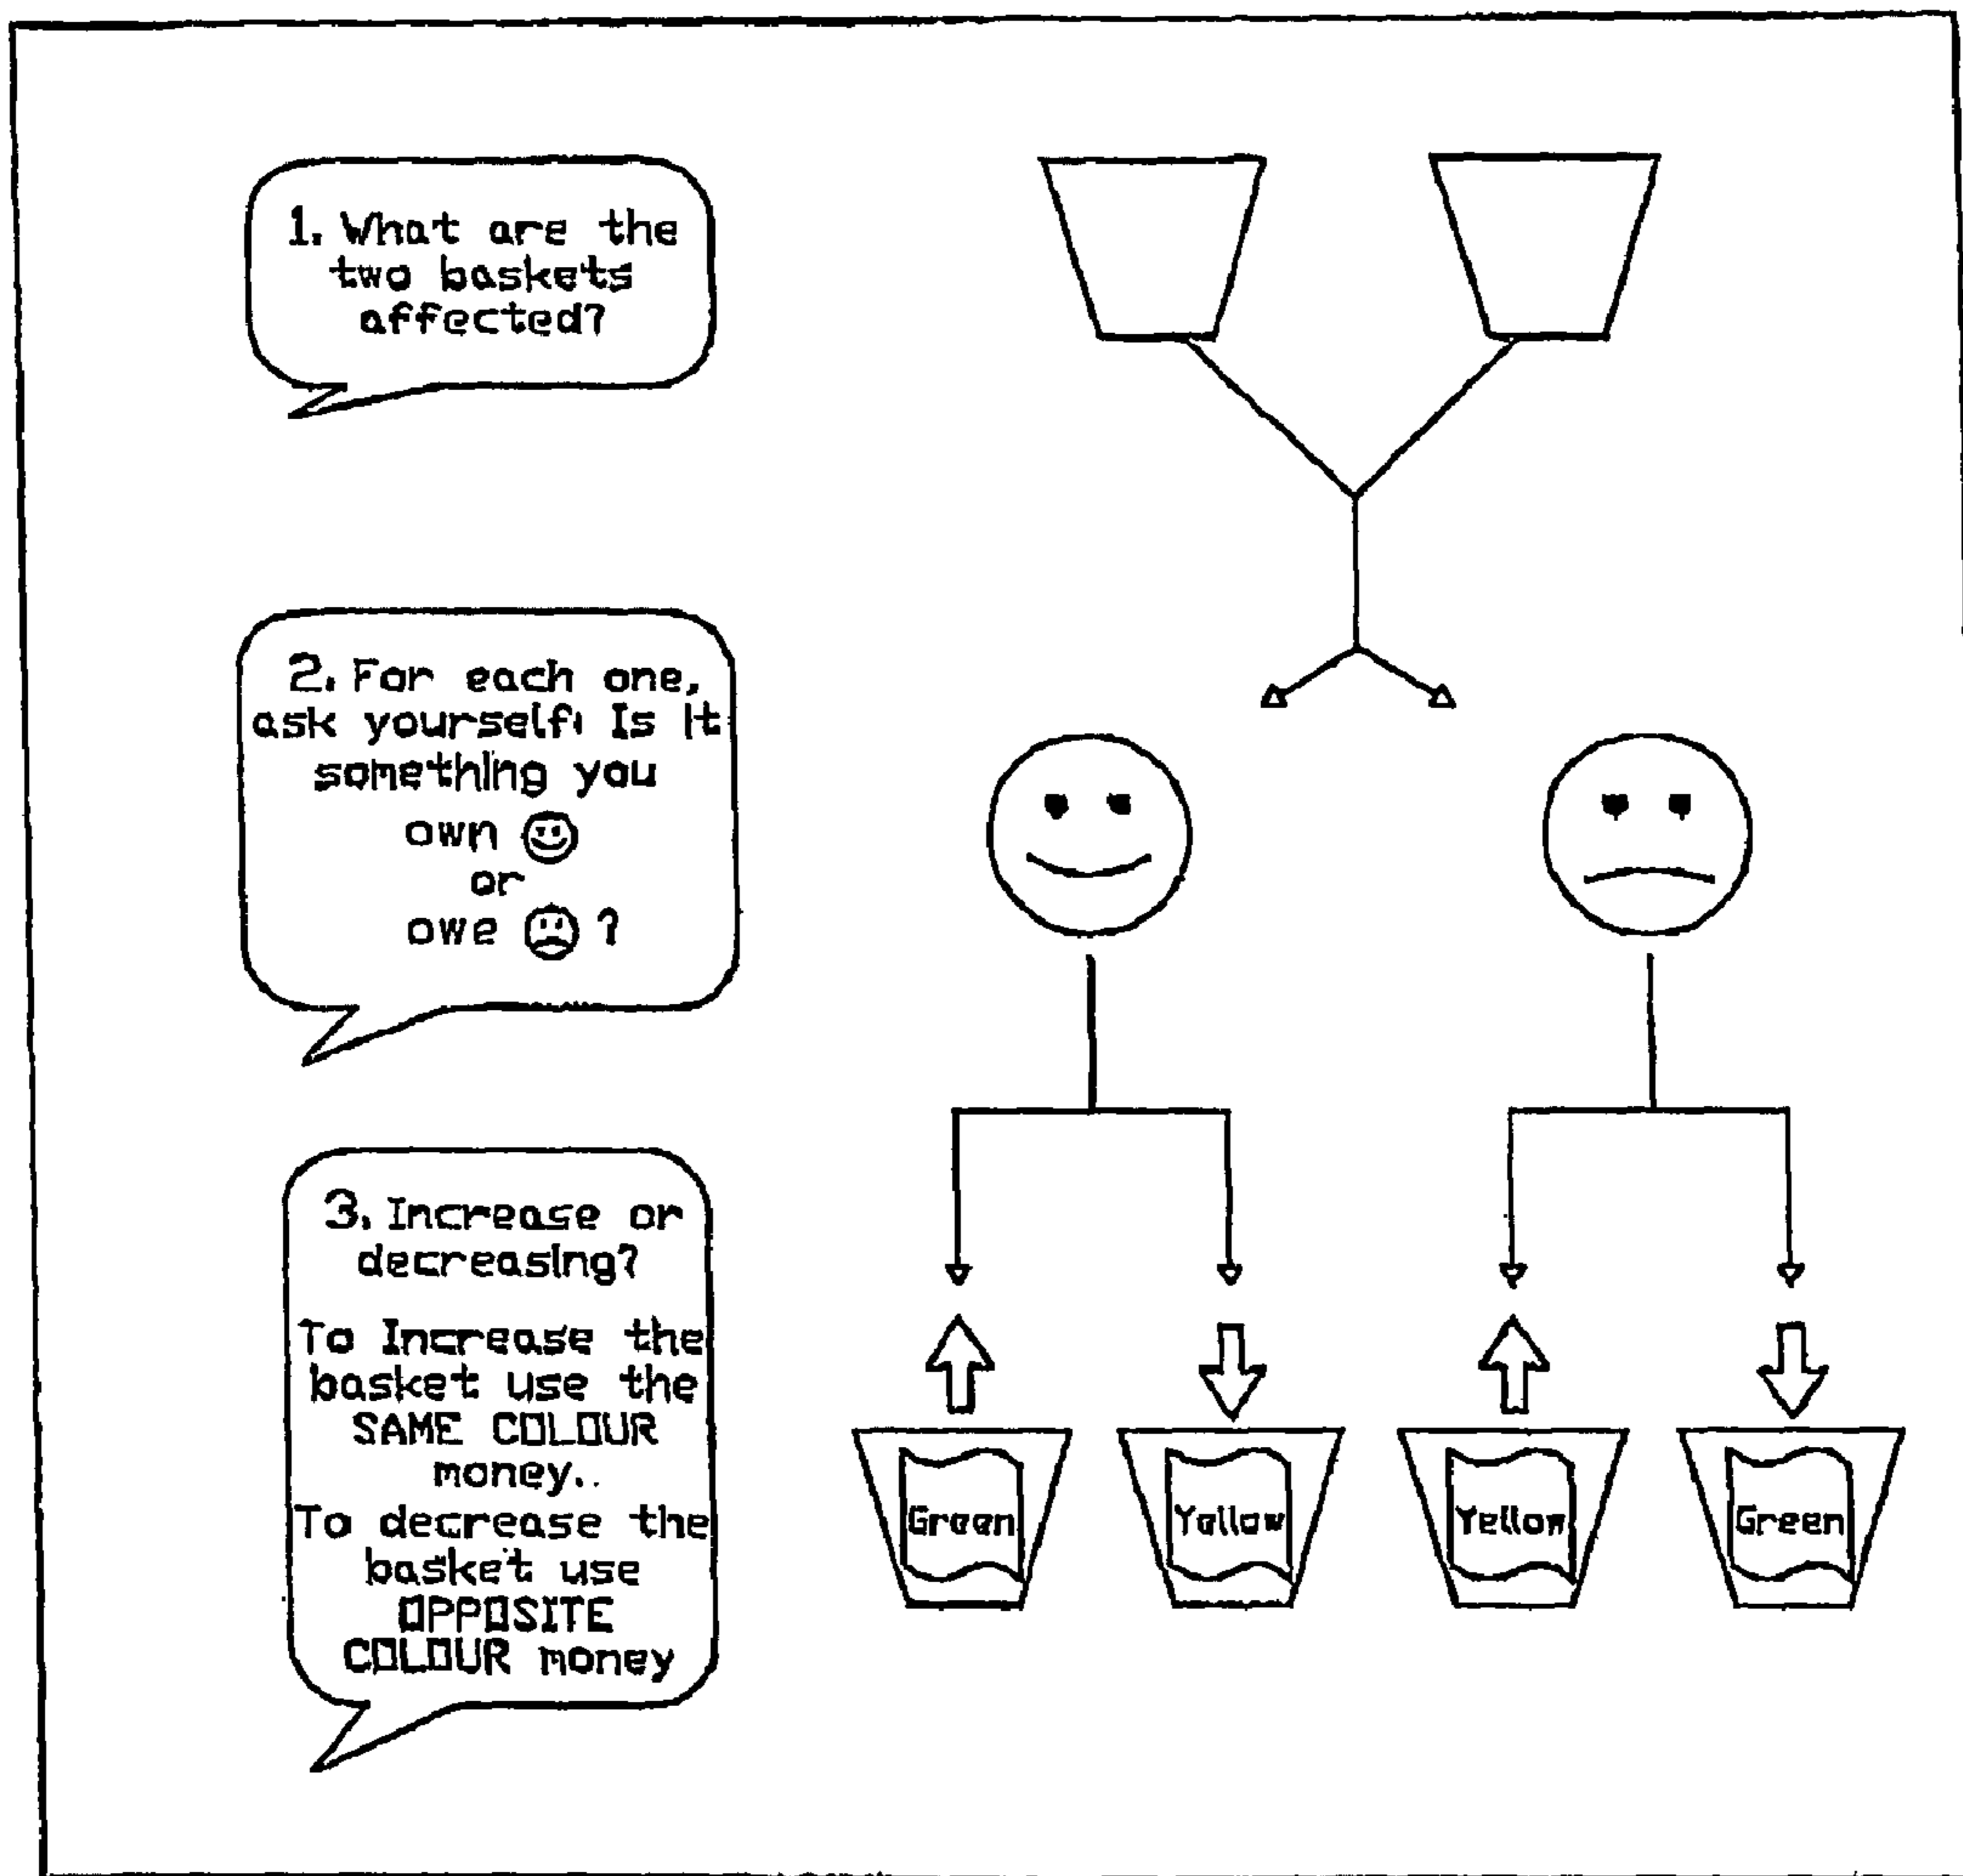 1. What are the
two baskets
affected?
2. For each one,
ask yourself: Is it
something you
own
or
owe ?
3. Increase or
decreasing?
To Increase the
basket use the
SAME COLOUR
money..
To decrease the
basket use
OPPOSITE
COLOUR money
Green
Yellow
Yellow
Green